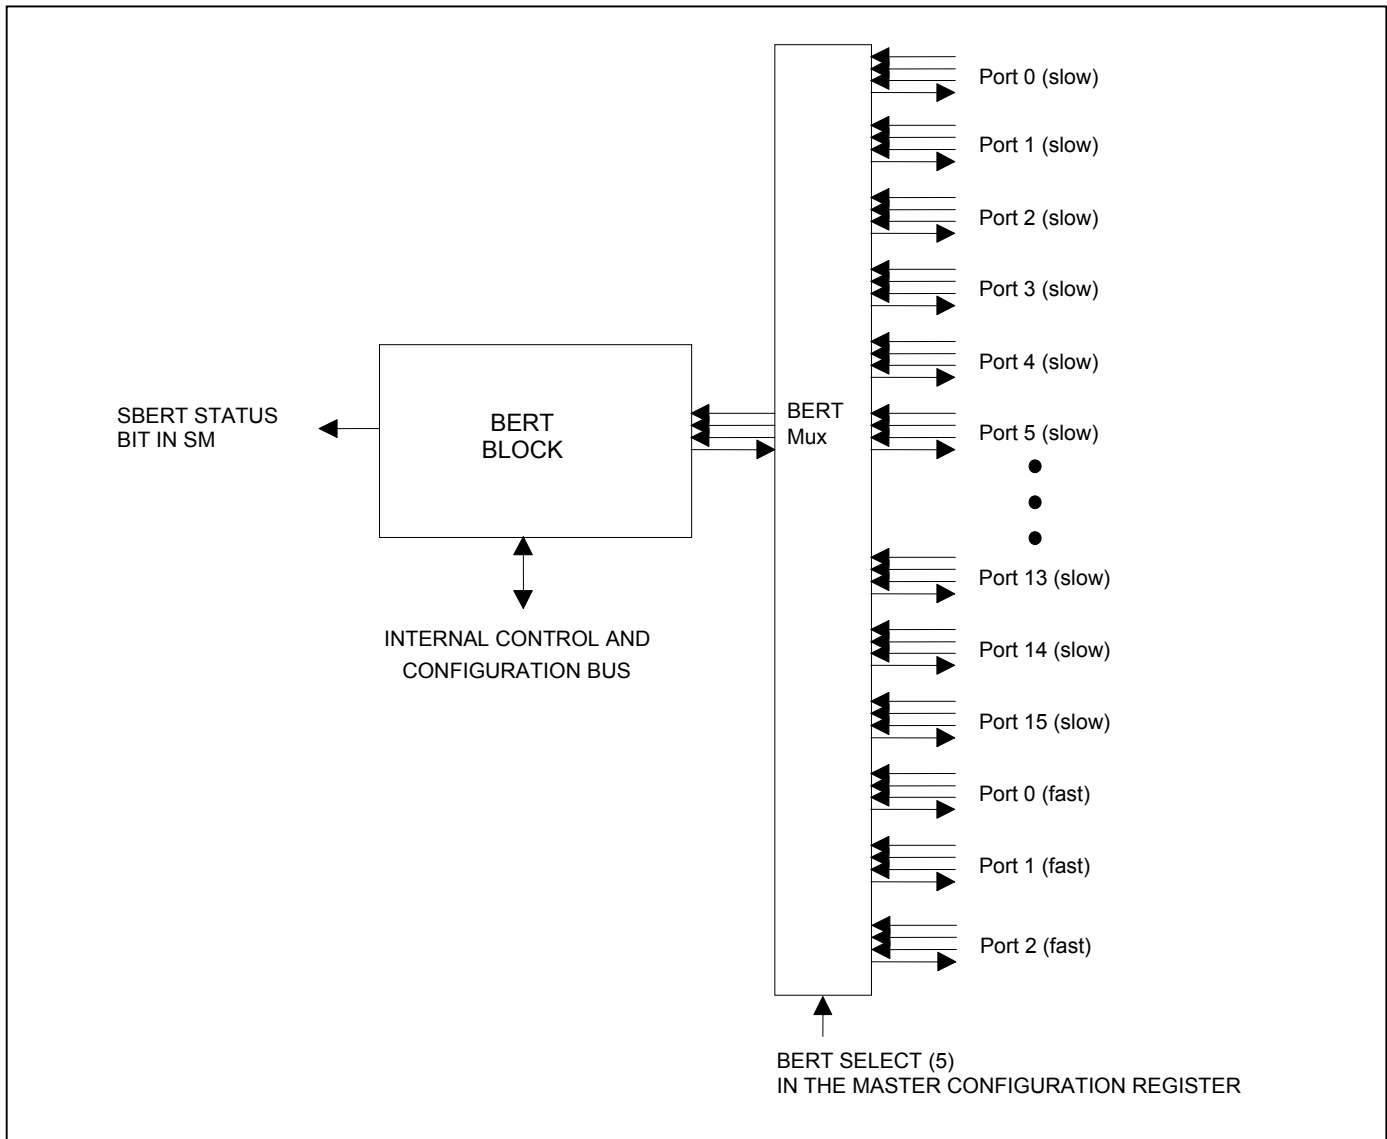 Port 0 (slow)
Port 1 (slow)
Port 2 (slow)
Port 3 (slow)
Port 4 (slow)
SBERT STATUS
BIT IN SM
BERT
BLOCK
BERT
Mux
Port 5 (slow)
Port 13 (slow)
INTERNAL CONTROL AND
CONFIGURATION BUS
Port 14 (slow)
Port 15 (slow)
Port 0 (fast)
Port 1 (fast)
Port 2 (fast)
BERT SELECT (5)
IN THE MASTER CONFIGURATION REGISTER